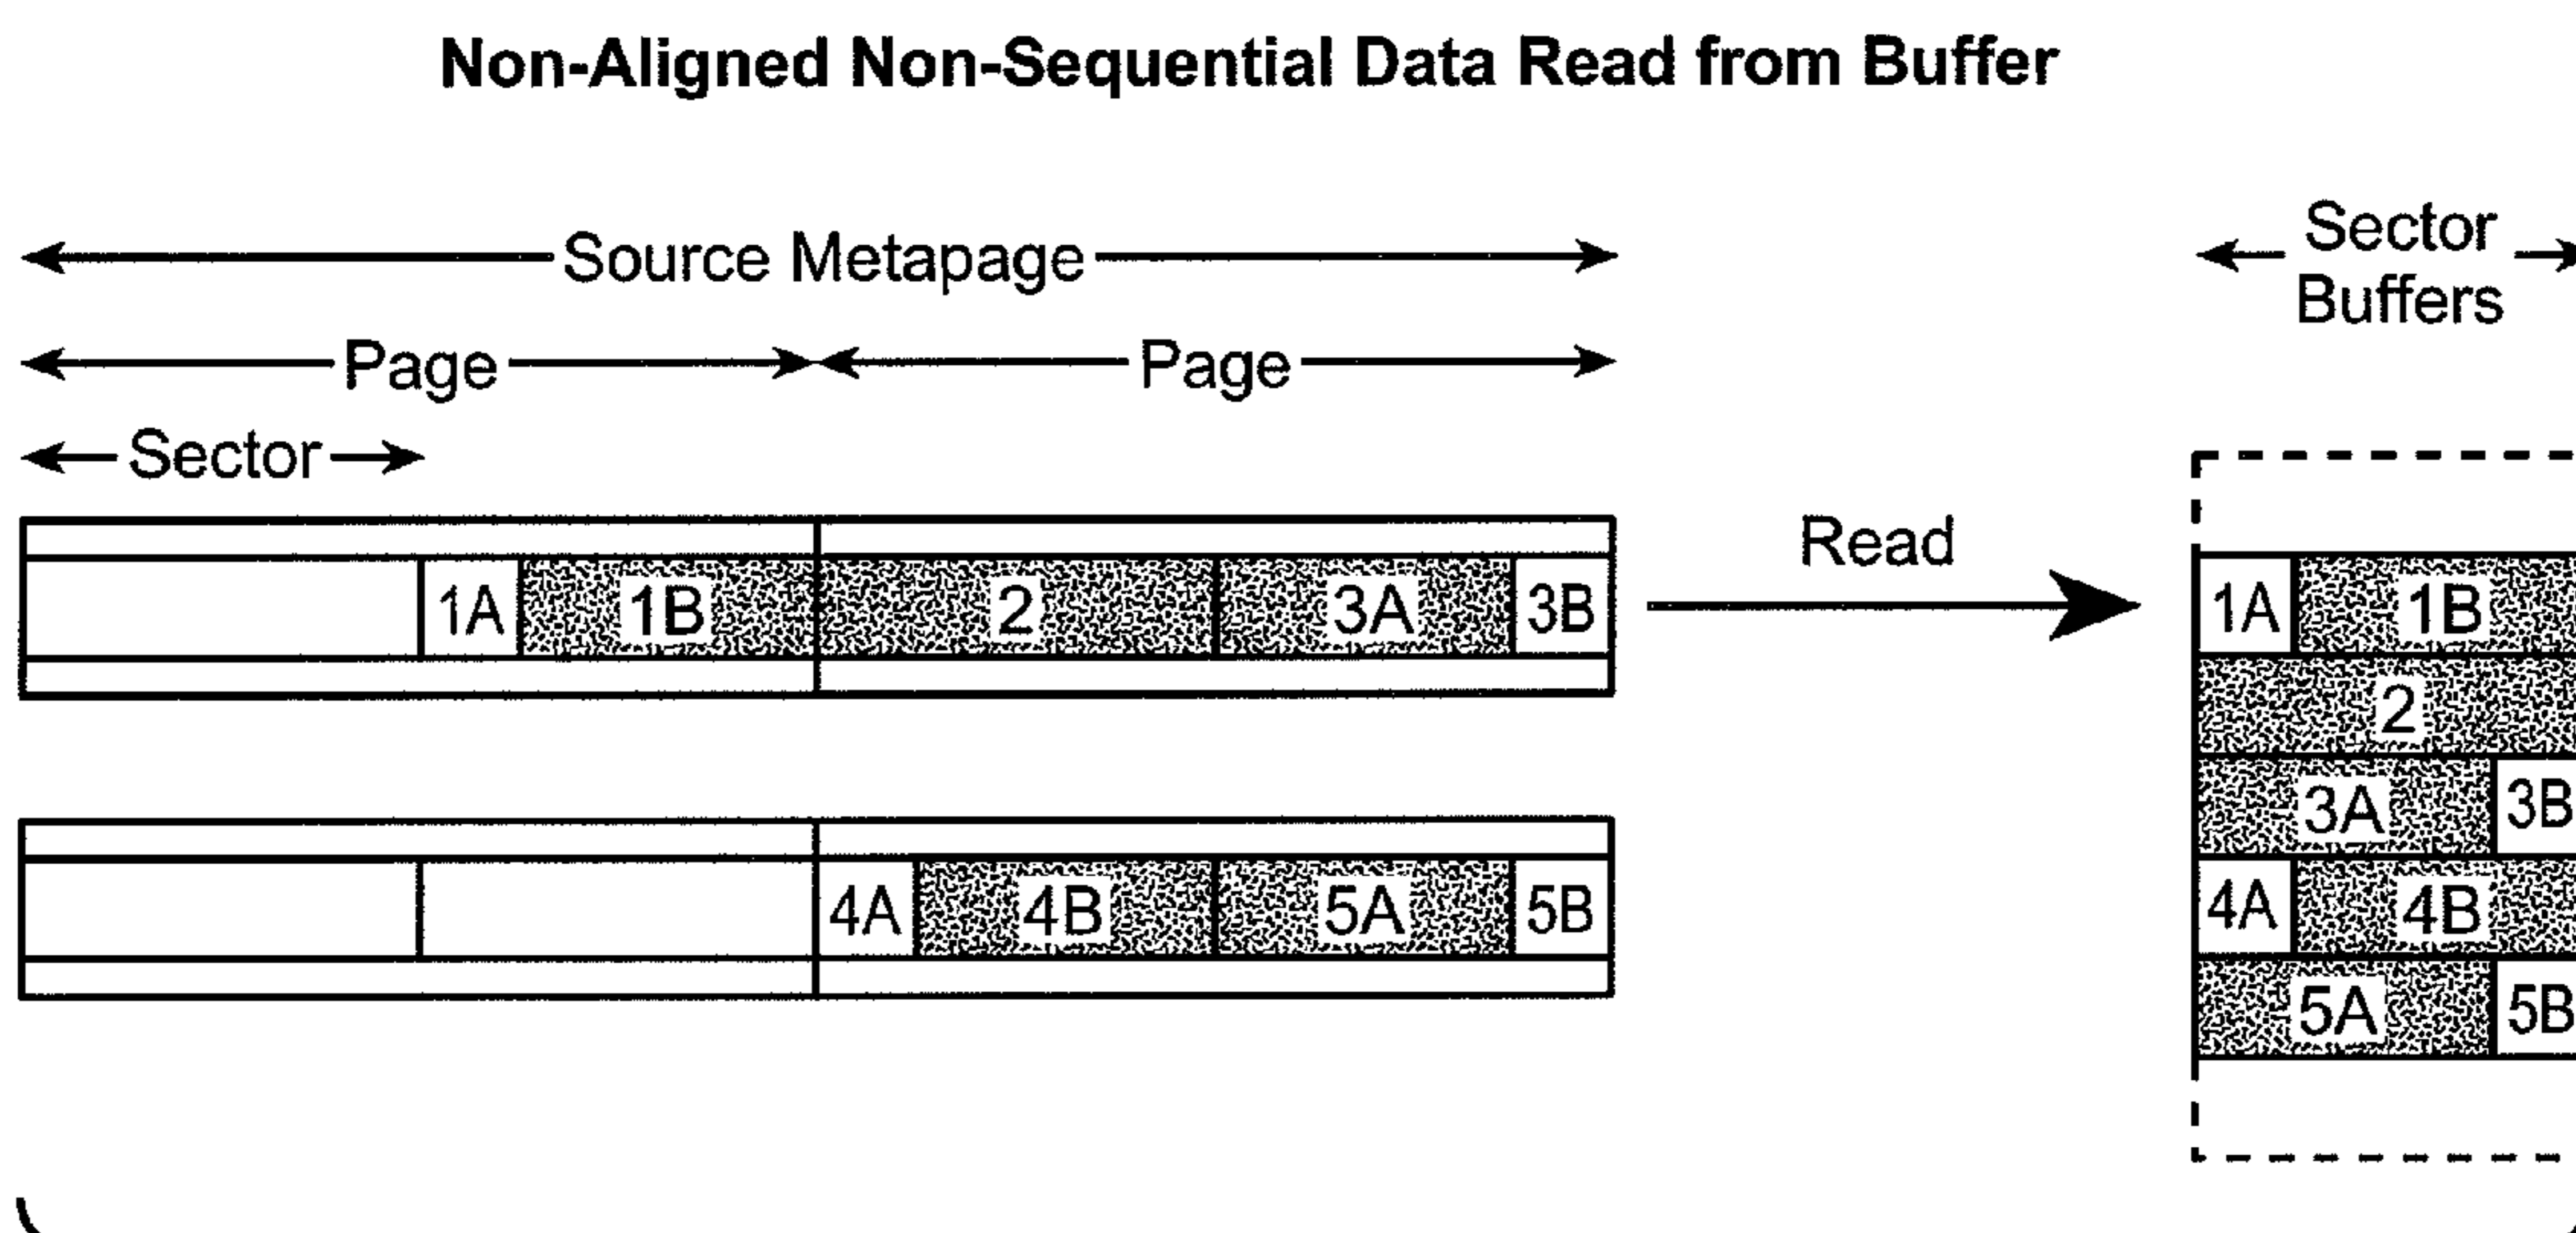 Non-Aligned Non-Sequential Data Read from Buffer
Source Metapage
Sector
Buffers
Page Page
Sector
Read
1A 1B 2 3A 3B
1A 1B
2
3A 3B
4A 4B 5A 5B
4A 4B
5A 5B